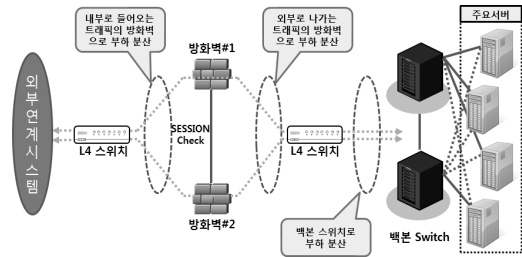 내부로 들어오는
트래픽의 방화벽
으로 부하 분산
방화벽#1
외부로 나가는
트래픽의 방화벽
으로 부하 분산
주요서버
외부연계시스템
L4 스위치
SESSION
Check
L4 스위치
방화벽#2
백본 스위치로
부하 분산
백본 Switch